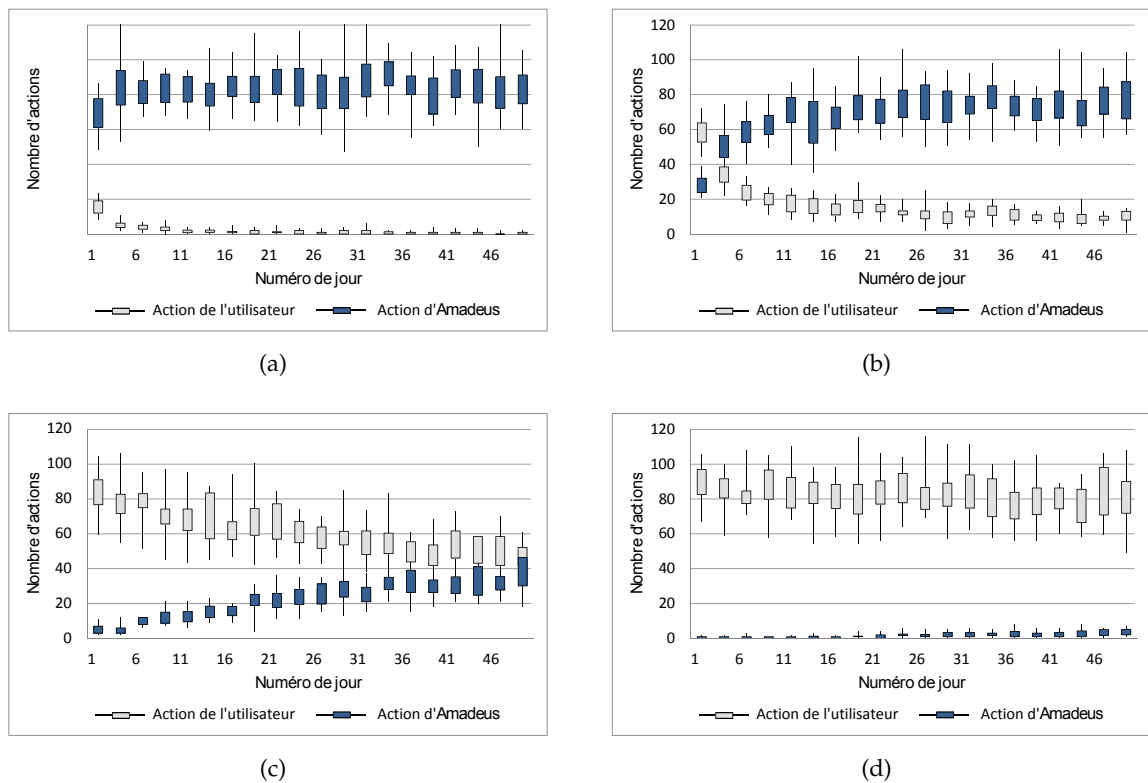 Nombre d'actions
1 6 11 16 21 26 31 36 41 46
Numéro de jour
Action de l'utilisateur Action d'Amadeus
(a)
120
100
80
60
40
20
0
Nombre d'actions
1 6 11 16 21 26 31 36 41 46
Numéro de jour
Action de l'utilisateur Action d'Amadeus
(b)
120
100
80
60
40
20
0
Nombre d'actions
1 6 11 16 21 26 31 36 41 46
Numéro de jour
Action de l'utilisateur Action d'Amadeus
(c)
120
100
80
60
40
20
0
Nombre d'actions
1 6 11 16 21 26 31 36 41 46
Numéro de jour
Action de l'utilisateur Action d'Amadeus
(d)